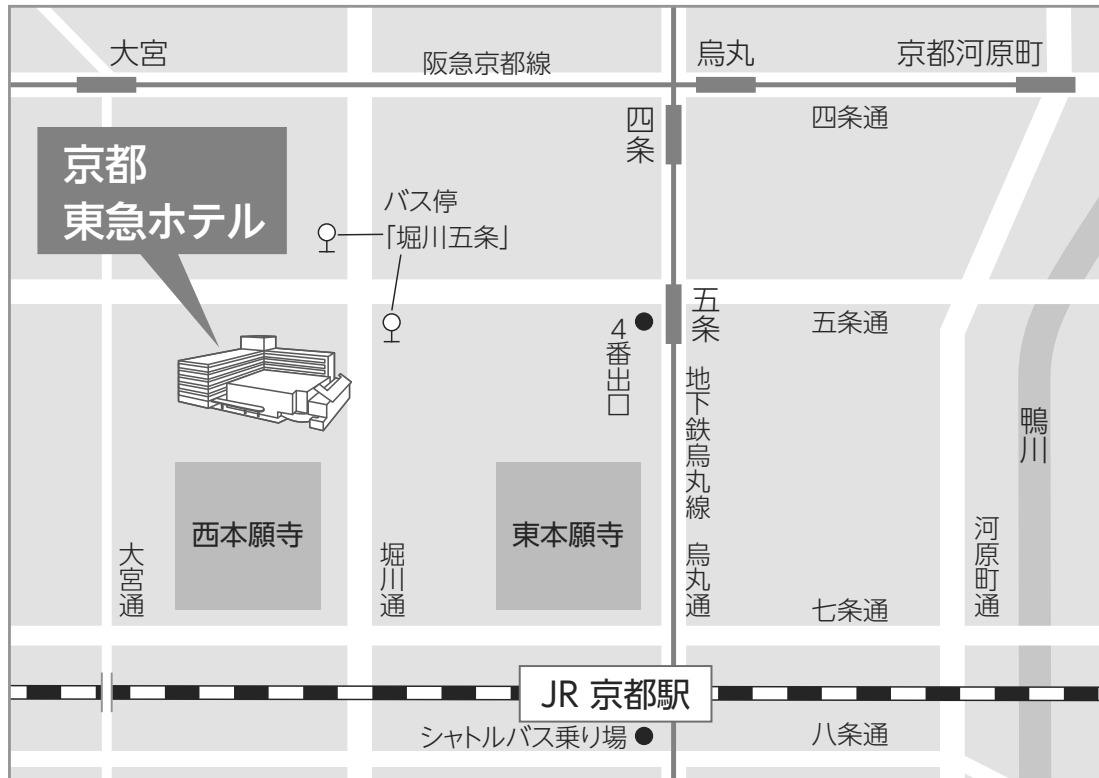 大宮
阪急京都線
烏丸
京都河原町
四条
四条通
京都
東急ホテル
バス停
「堀川五条」
五条
五条通
4番出口
地下鉄烏丸線 烏丸通
鴨川
西本願寺
東本願寺
大宮通
堀川通
河原町通
七条通
JR 京都駅
シャトルバス乗り場
八条通